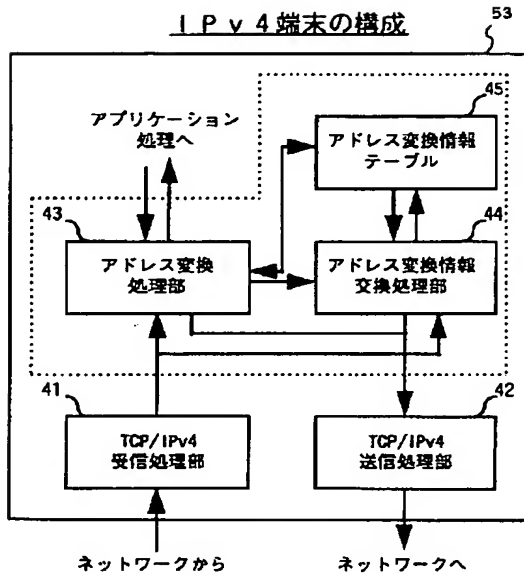 IPv4端末の構成
53
45
アプリケーション
処理へ
アドレス変換情報
テーブル
43
44
アドレス変換
処理部
アドレス変換情報
交換処理部
41
42
TCP/IPv4
受信処理部
TCP/IPv4
送信処理部
ネットワークから
ネットワークへ